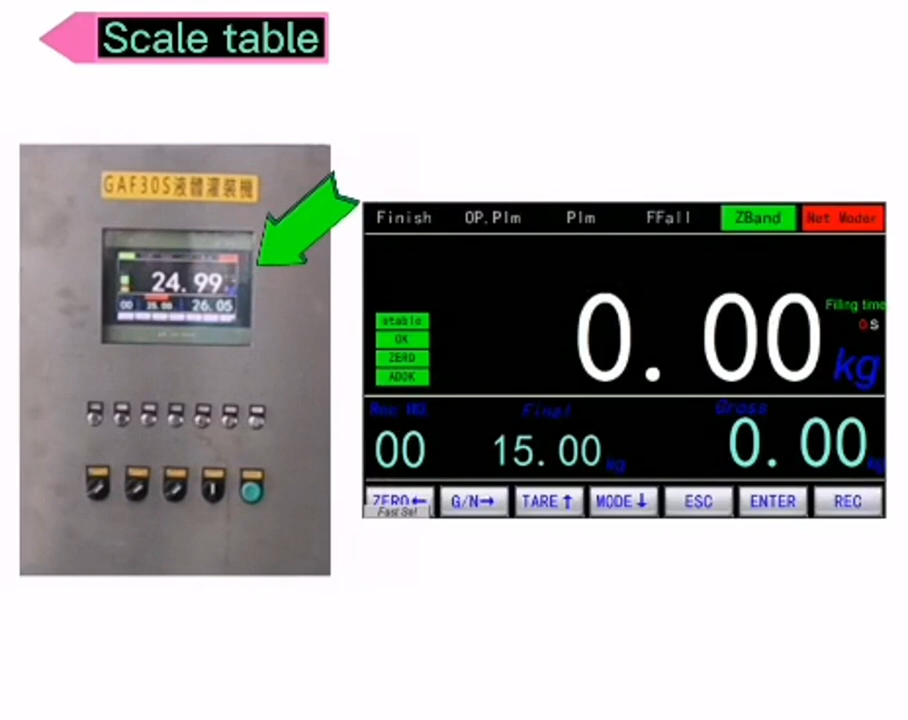 Scale table
GAF30S液體灌裝機
24.99
00 26.05
Finish OP.Plm Plm FFall ZBand Net Moder
stable
OK
ZERO
ADOK
0.00 kg
Filing time
0 S
Rec NO Final Gross
00 15.00 kg 0.00 kg
ZERO← G/N→ TARE↑ MODE↓ ESC ENTER REC
Fast Set